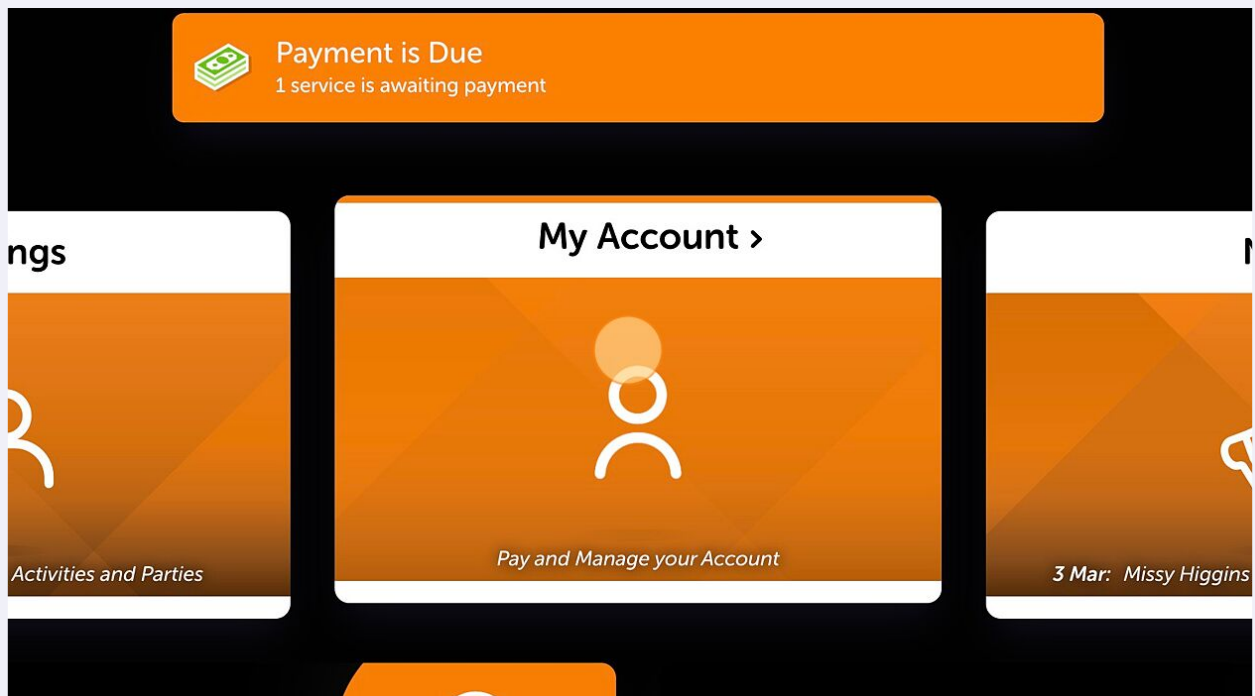 Payment is Due
1 service is awaiting payment
ngs
My Account ›
Activities and Parties
Pay and Manage your Account
3 Mar: Missy Higgins